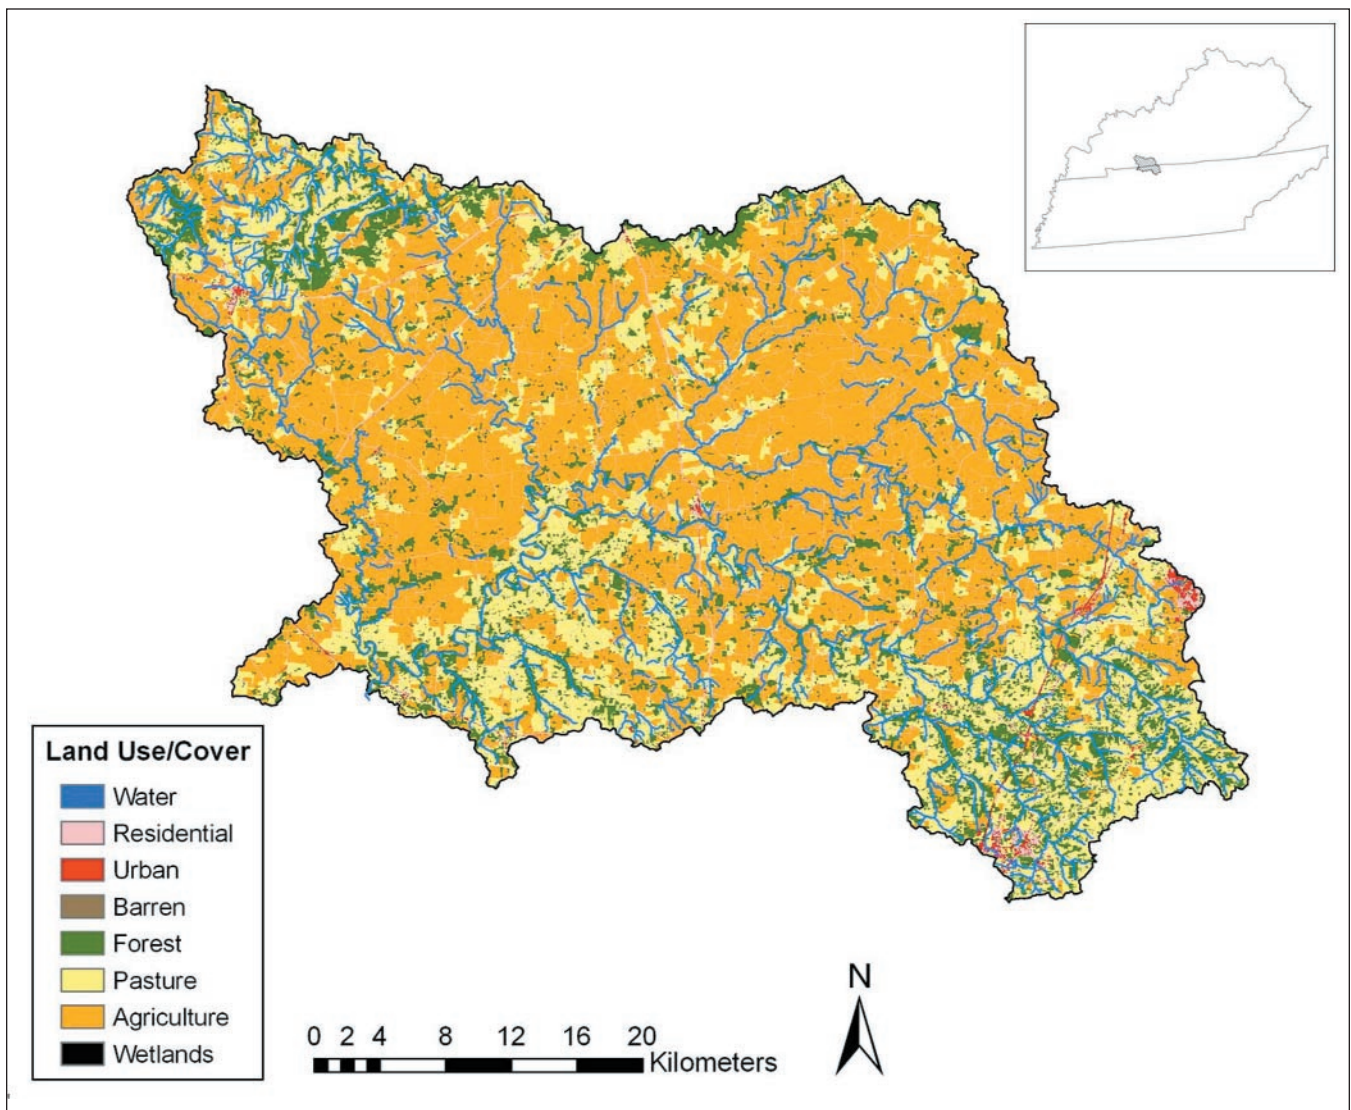 Land Use/Cover
Water
Residential
Urban
Barren
Forest
Pasture
Agriculture
Wetlands
N
0 2 4 8 12 16 20
Kilometers